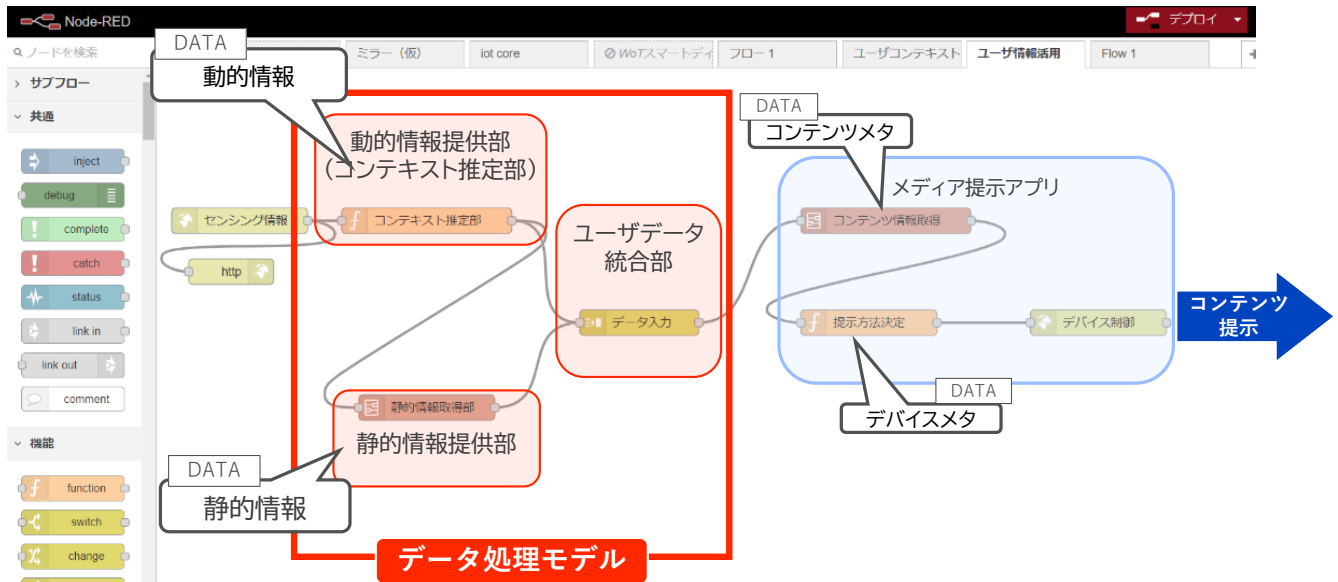 Node-RED
デプロイ
ノードを検索
ミラー（仮）
iot core
WoTスマートディ
フロー 1
ユーザコンテキスト
ユーザ情報活用
Flow 1
サブフロー
共通
inject
debug
complete
catch
status
link in
link out
comment
機能
function
switch
change
DATA
動的情報
動的情報提供部
（コンテキスト推定部）
センシング情報
コンテキスト推定部
http
ユーザデータ
統合部
データ入力
静的情報取得部
静的情報提供部
DATA
静的情報
データ処理モデル
DATA
コンテンツメタ
メディア提示アプリ
コンテンツ情報取得
提示方法決定
デバイス制御
DATA
デバイスメタ
コンテンツ
提示